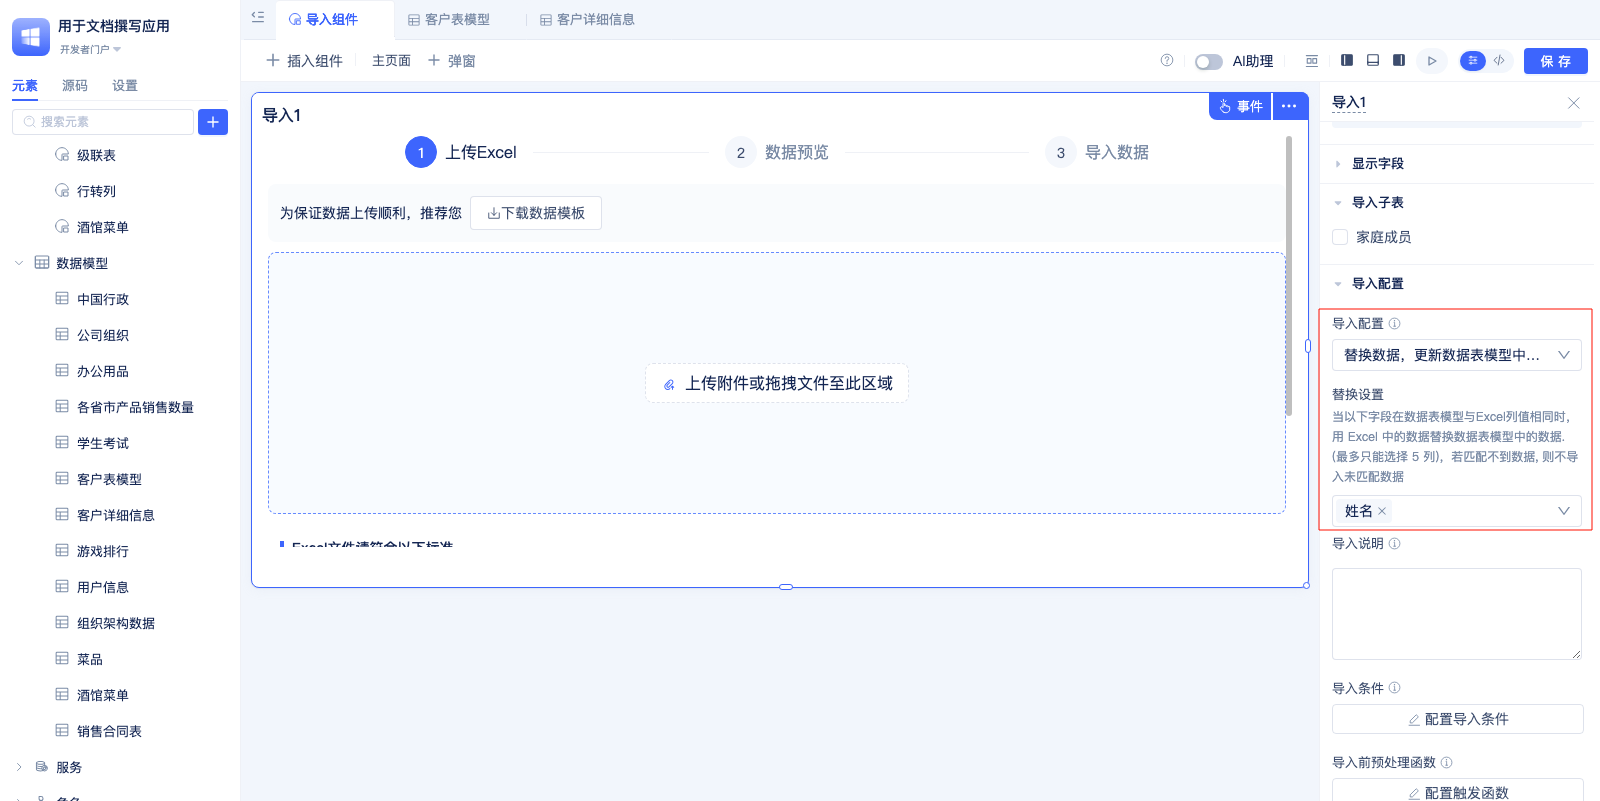 用于文档撰写应用
开发者门户
元素
源码
设置
搜索元素
级联表
行转列
酒馆菜单
数据模型
中国行政
公司组织
办公用品
各省市产品销售数量
学生考试
客户表模型
客户详细信息
游戏排行
用户信息
组织架构数据
菜品
酒馆菜单
销售合同表
服务
导入组件
客户表模型
客户详细信息
插入组件
主页面
弹窗
AI助理
保存
导入1
事件
1 上传Excel
2 数据预览
3 导入数据
为保证数据上传顺利，推荐您
下载数据模板
上传附件或拖拽文件至此区域
Excel文件请符合以下标准
导入1
显示字段
导入子表
家庭成员
导入配置
导入配置
替换数据，更新数据表模型中...
替换设置
当以下字段在数据表模型与Excel列值相同时，
用 Excel 中的数据替换数据表模型中的数据.
(最多只能选择 5 列)，若匹配不到数据, 则不导
入未匹配数据
姓名
导入说明
导入条件
配置导入条件
导入前预处理函数
配置触发函数